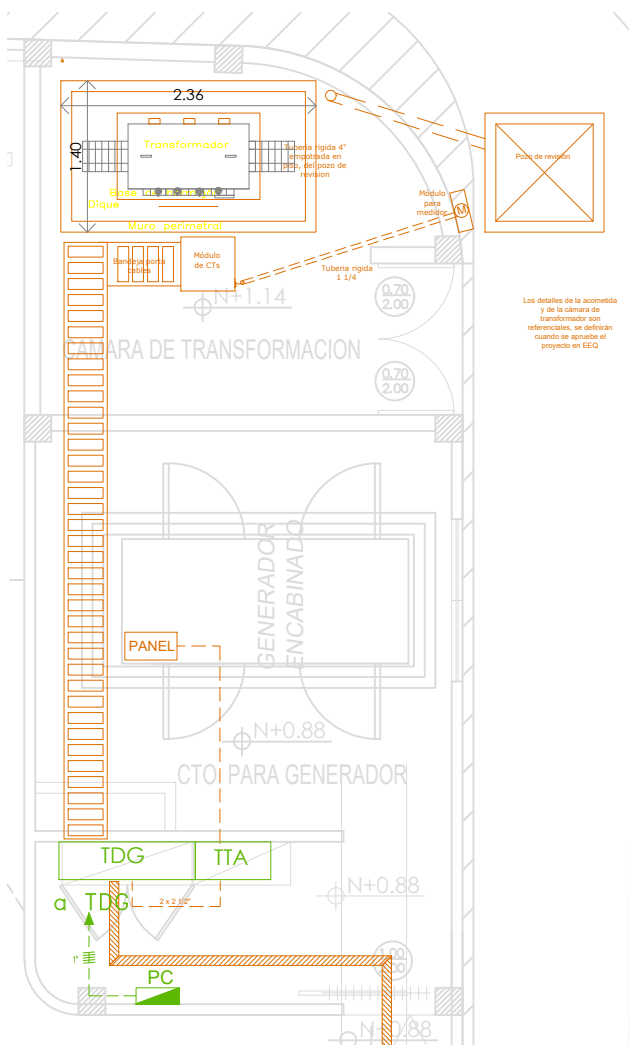 2.36
1.40
Transformador
Tuberia rigida 4"
empotrada en
piso, del pozo de
revision
Dique
Muro perimetral
Pozo de revisión
Módulo
para
medidor
M
Bandeja porta
cables
Módulo
de CTs
Tuberia rigida
1 1/4
N+1.14
0.70
2.00
CAMARA DE TRANSFORMACION
0.70
2.00
Los detalles de la acometida
y de la cámara de
transformador son
referenciales, se definirán
cuando se apruebe el
proyecto en EEQ
GENERADOR
ENCABINADO
PANEL
N+0.88
CTO. PARA GENERADOR
TDG
TTA
N+0.88
a TDG
2 x 2 1/2"
1"
PC
1.00
N+0.88